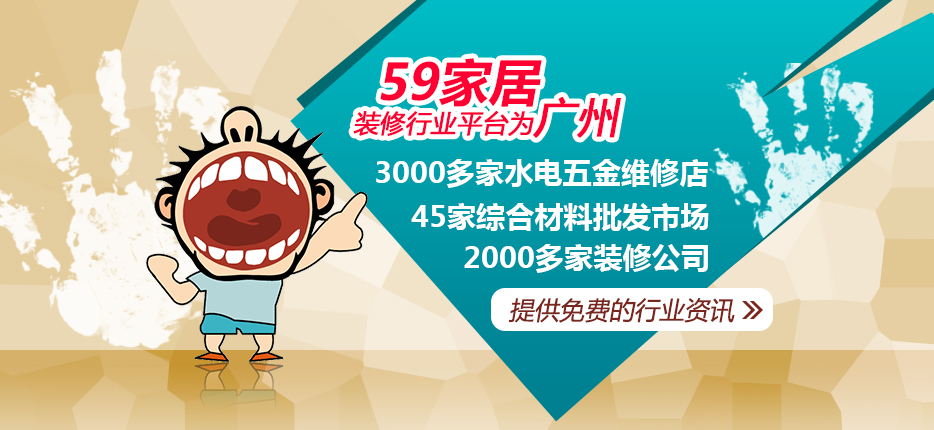 59家居
装修行业平台为广州
3000多家水电五金维修店
45家综合材料批发市场
2000多家装修公司
提供免费的行业资讯 »